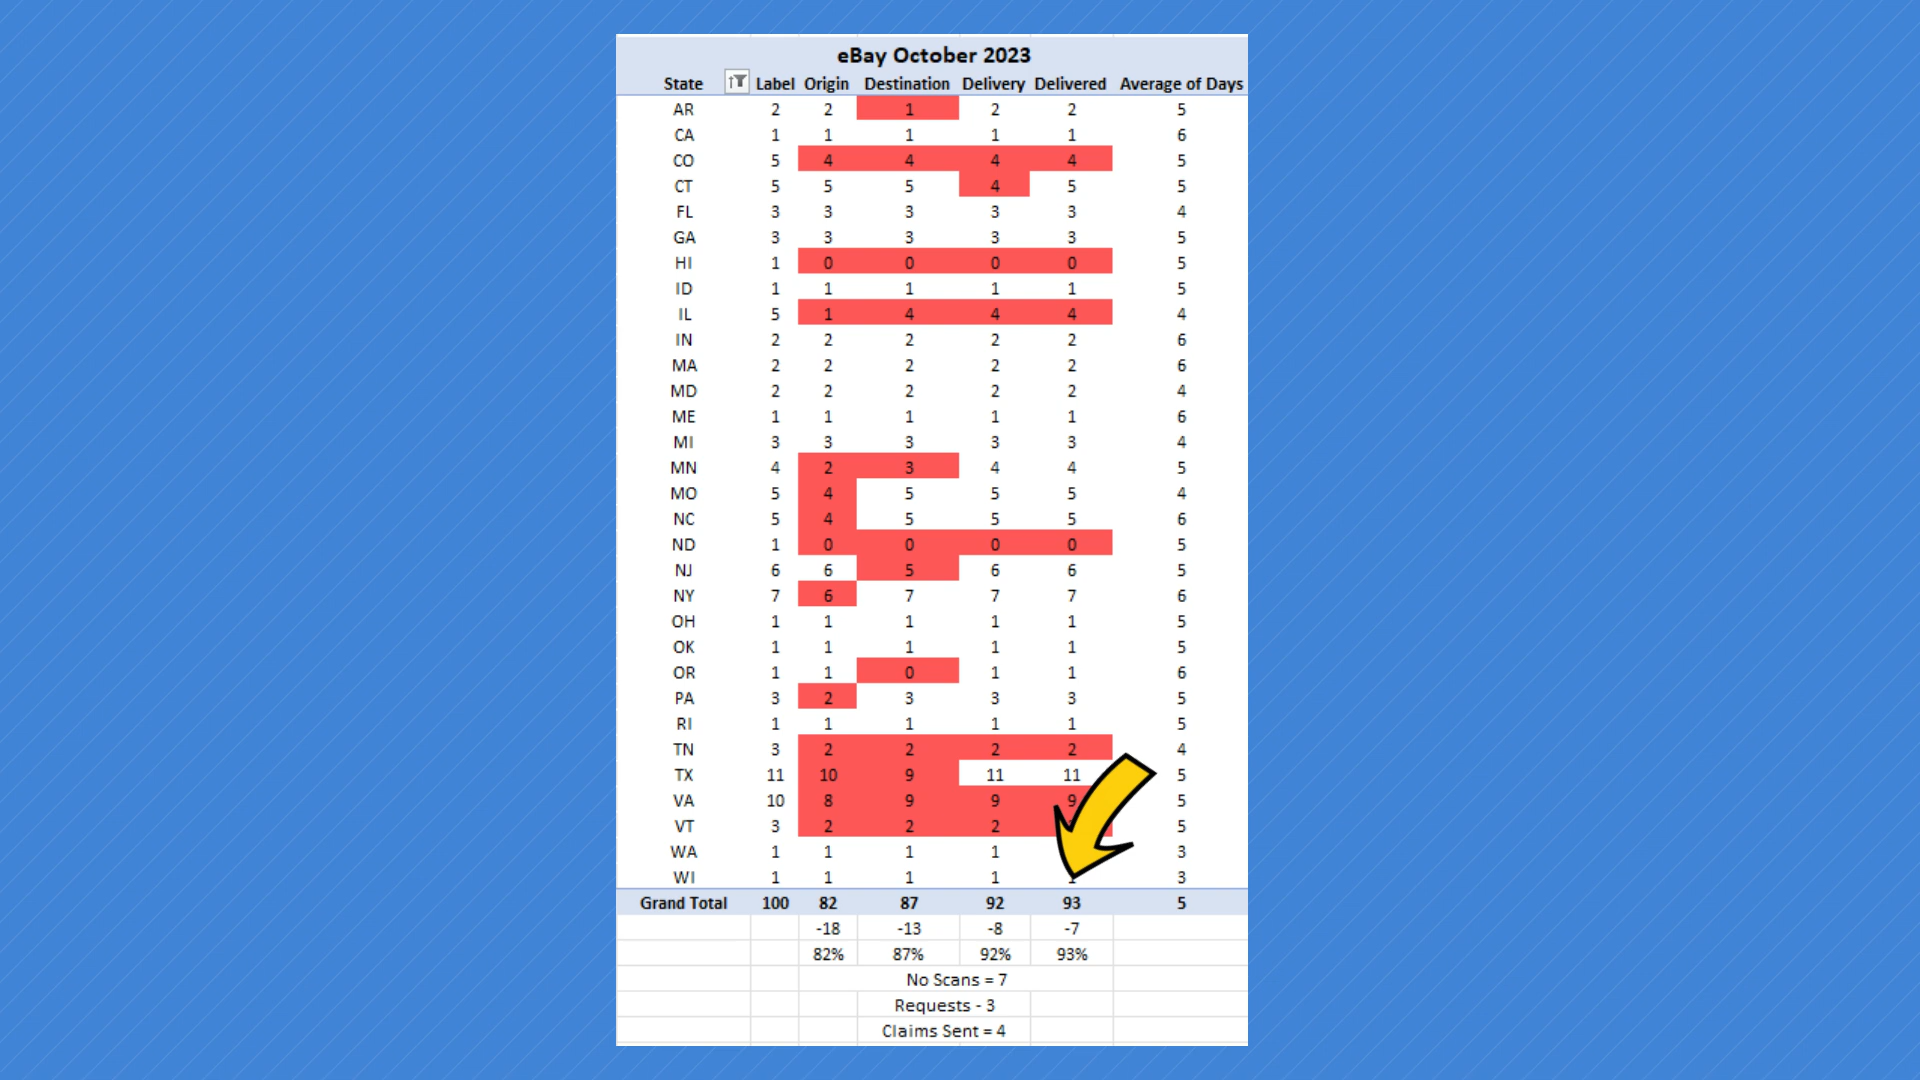 eBay October 2023
State Label Origin Destination Delivery Delivered Average of Days
AR 2 2 1 2 2 5
CA 1 1 1 1 1 6
CO 5 4 4 4 4 5
CT 5 5 5 4 5 5
FL 3 3 3 3 3 4
GA 3 3 3 3 3 5
HI 1 0 0 0 0 5
ID 1 1 1 1 1 5
IL 5 1 4 4 4 4
IN 2 2 2 2 2 6
MA 2 2 2 2 2 6
MD 2 2 2 2 2 4
ME 1 1 1 1 1 6
MI 3 3 3 3 3 4
MN 4 2 3 4 4 5
MO 5 4 5 5 5 4
NC 5 4 5 5 5 6
ND 1 0 0 0 0 5
NJ 6 6 5 6 6 5
NY 7 6 7 7 7 6
OH 1 1 1 1 1 5
OK 1 1 1 1 1 5
OR 1 1 0 1 1 6
PA 3 2 3 3 3 5
RI 1 1 1 1 1 5
TN 3 2 2 2 2 4
TX 11 10 9 11 11 5
VA 10 8 9 9 9 5
VT 3 2 2 2 5
WA 1 1 1 1 3
WI 1 1 1 1 1 3
Grand Total 100 82 87 92 93 5
-18 -13 -8 -7
82% 87% 92% 93%
No Scans = 7
Requests - 3
Claims Sent = 4